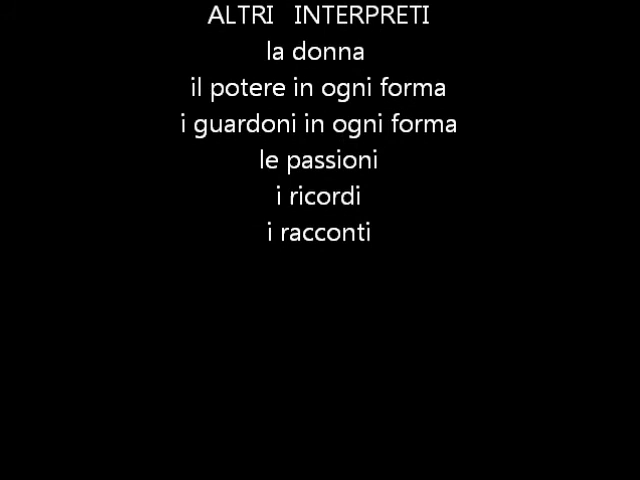 ALTRI INTERPRETI
la donna
il potere in ogni forma
i guardoni in ogni forma
le passioni
i ricordi
i racconti